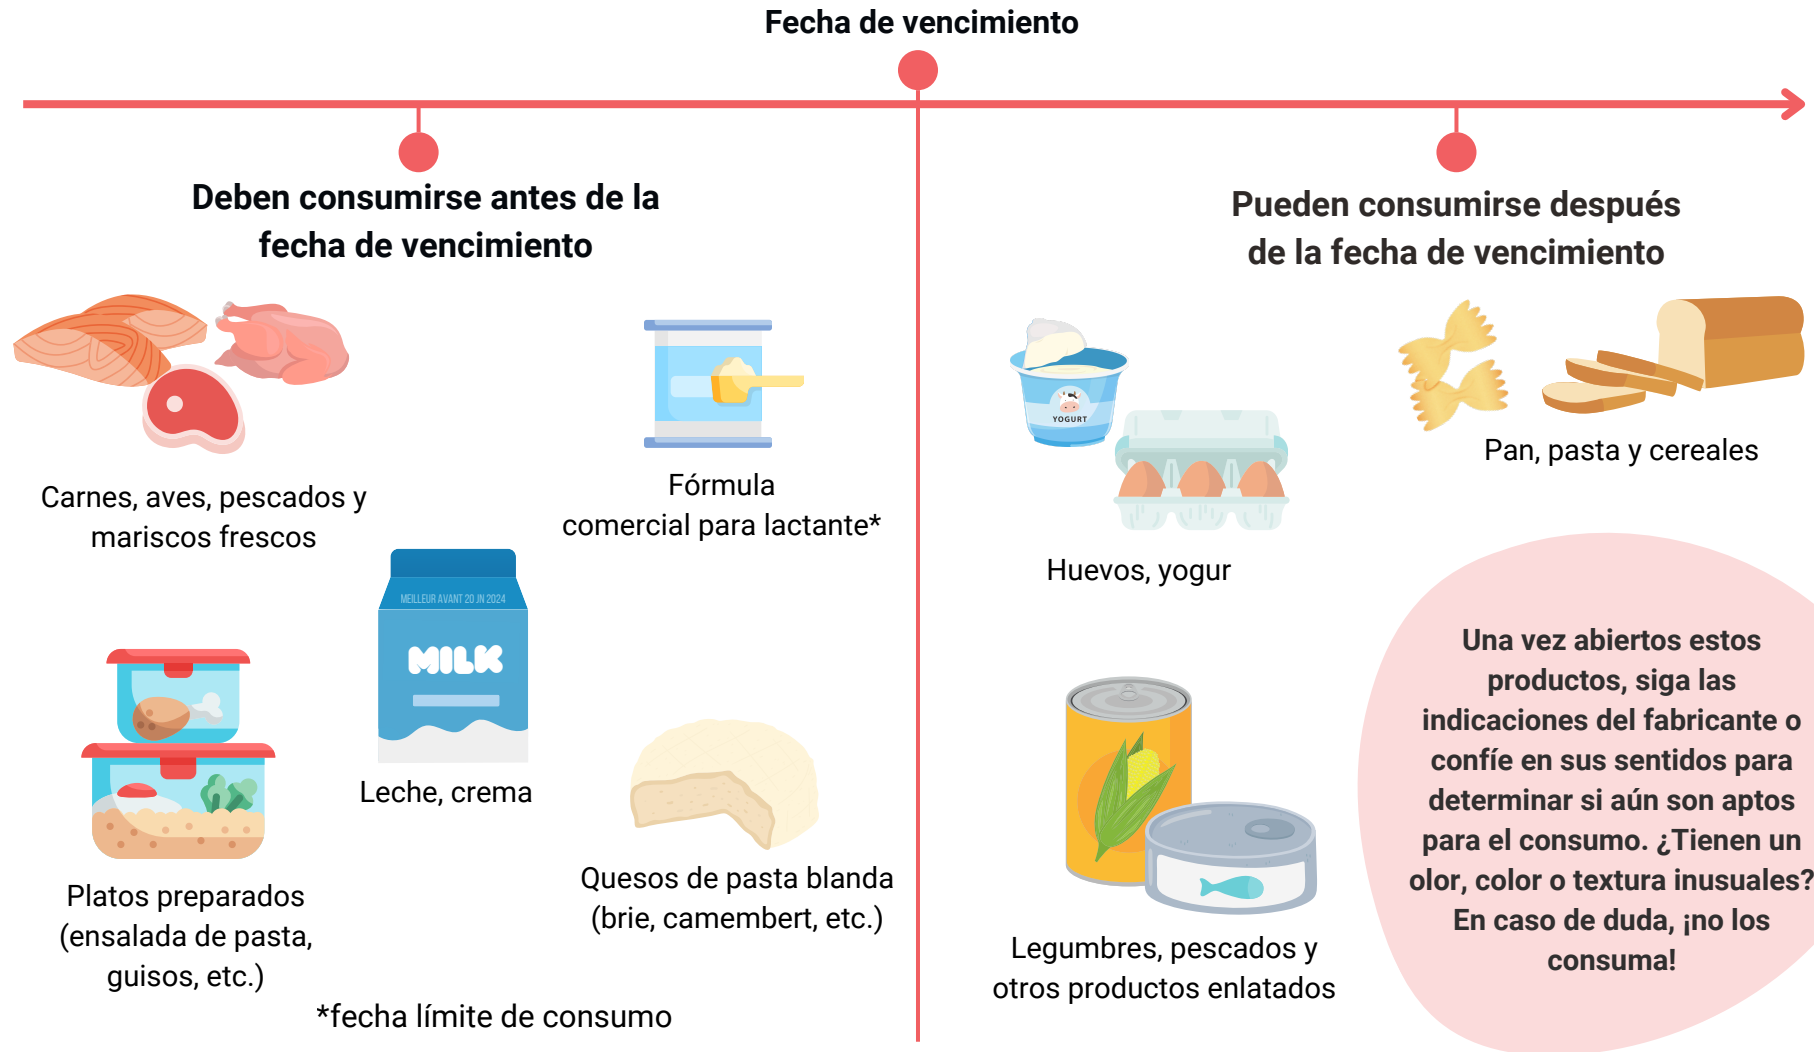 Fecha de vencimiento
Deben consumirse antes de la
fecha de vencimiento
Carnes, aves, pescados y
mariscos frescos
Fórmula
comercial para lactante*
MEILLEUR AVANT 20 JN 2024
MILK
Leche, crema
Platos preparados
(ensalada de pasta,
guisos, etc.)
Quesos de pasta blanda
(brie, camembert, etc.)
*fecha límite de consumo
Pueden consumirse después
de la fecha de vencimiento
YOGURT
Huevos, yogur
Pan, pasta y cereales
Legumbres, pescados y
otros productos enlatados
Una vez abiertos estos
productos, siga las
indicaciones del fabricante o
confíe en sus sentidos para
determinar si aún son aptos
para el consumo. ¿Tienen un
olor, color o textura inusuales?
En caso de duda, ¡no los
consuma!